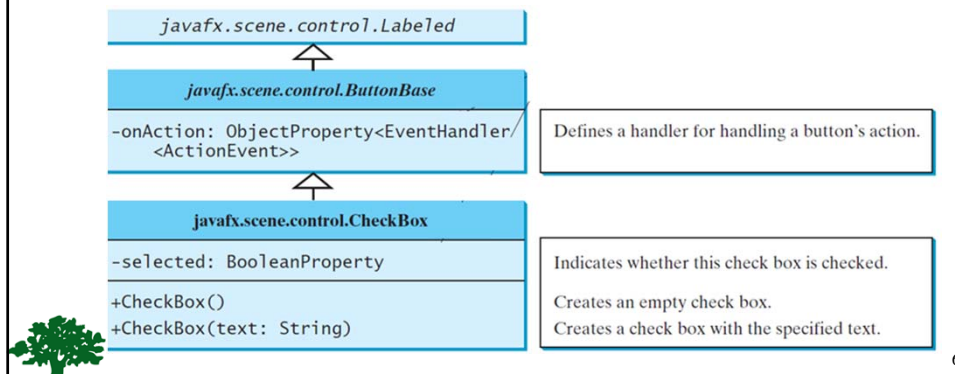 javafx.scene.control.Labeled
javafx.scene.control.ButtonBase
-onAction: ObjectProperty<EventHandler
<ActionEvent>>
Defines a handler for handling a button's action.
javafx.scene.control.CheckBox
-selected: BooleanProperty
Indicates whether this check box is checked.
+CheckBox()
Creates an empty check box.
+CheckBox(text: String)
Creates a check box with the specified text.